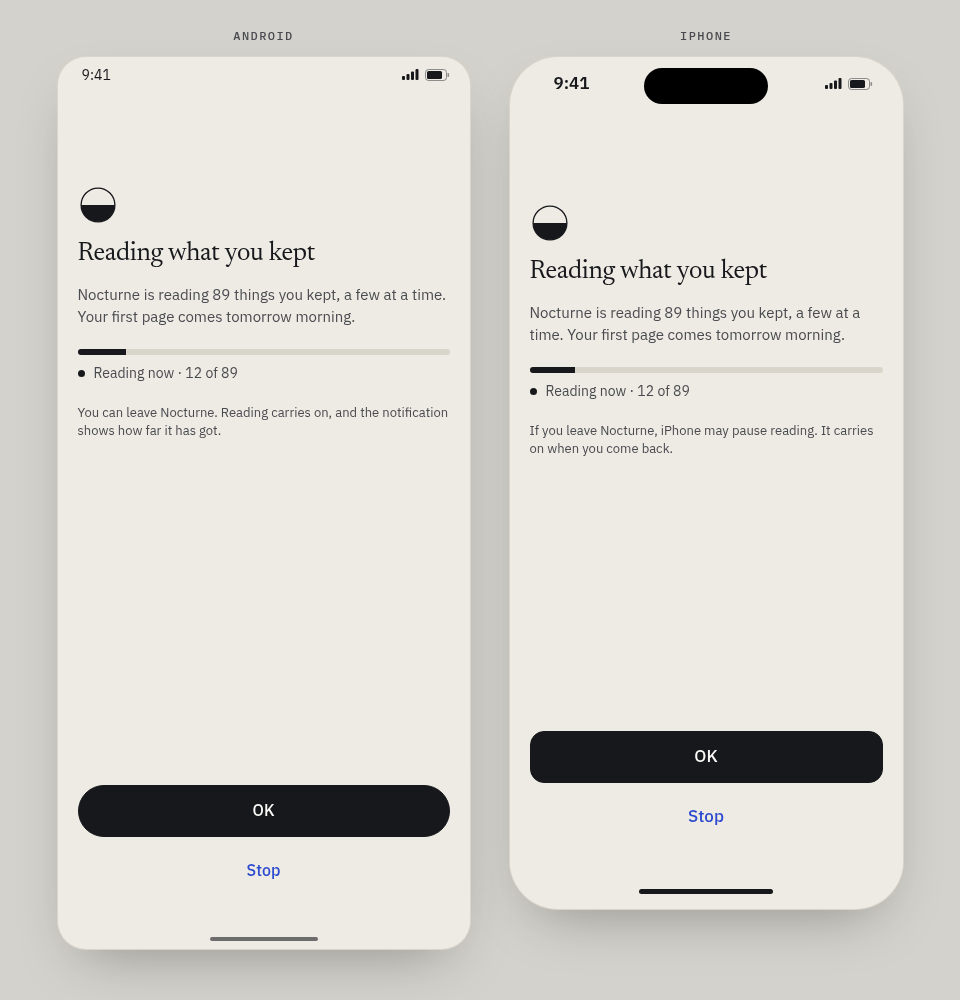 ANDROID
9:41
Reading what you kept
Nocturne is reading 89 things you kept, a few at a time.
Your first page comes tomorrow morning.
Reading now · 12 of 89
You can leave Nocturne. Reading carries on, and the notification
shows how far it has got.
OK
Stop
IPHONE
9:41
Reading what you kept
Nocturne is reading 89 things you kept, a few at a
time. Your first page comes tomorrow morning.
Reading now · 12 of 89
If you leave Nocturne, iPhone may pause reading. It carries
on when you come back.
OK
Stop